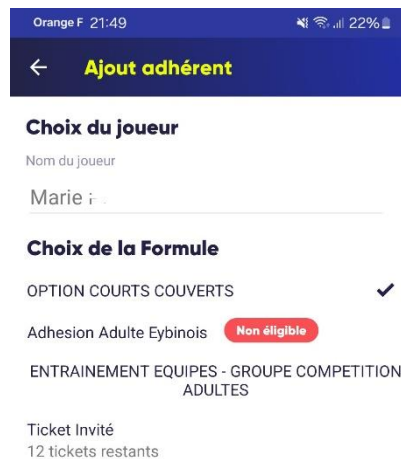 Orange F 21:49 22%
Ajout adhérent
Choix du joueur
Nom du joueur
Marie
Choix de la Formule
OPTION COURTS COUVERTS
Adhesion Adulte Eybinois Non éligible
ENTRAINEMENT EQUIPES - GROUPE COMPETITION
ADULTES
Ticket Invité
12 tickets restants